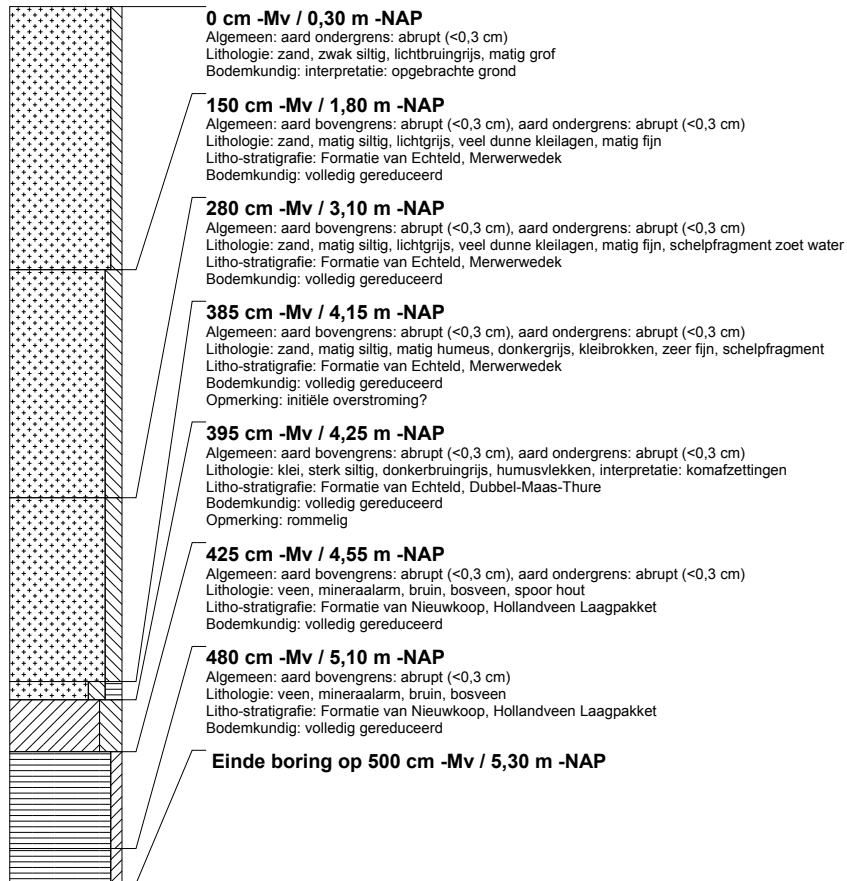 0 cm -Mv / 0,30 m -NAP
Algemeen: aard ondergrens: abrupt (<0,3 cm)
Lithologie: zand, zwak siltig, lichtbruingrijs, matig grof
Bodemkundig: interpretatie: opgebrachte grond
150 cm -Mv / 1,80 m -NAP
Algemeen: aard bovengrens: abrupt (<0,3 cm), aard ondergrens: abrupt (<0,3 cm)
Lithologie: zand, matig siltig, lichtgrijs, veel dunne kleilagen, matig fijn
Litho-stratigrafie: Formatie van Echteld, Merwerwedek
Bodemkundig: volledig gereduceerd
280 cm -Mv / 3,10 m -NAP
Algemeen: aard bovengrens: abrupt (<0,3 cm), aard ondergrens: abrupt (<0,3 cm)
Lithologie: zand, matig siltig, lichtgrijs, veel dunne kleilagen, matig fijn, schelpfragment zoet water
Litho-stratigrafie: Formatie van Echteld, Merwerwedek
Bodemkundig: volledig gereduceerd
385 cm -Mv / 4,15 m -NAP
Algemeen: aard bovengrens: abrupt (<0,3 cm), aard ondergrens: abrupt (<0,3 cm)
Lithologie: zand, matig siltig, matig humeus, donkergrijs, kleibrokken, zeer fijn, schelpfragment
Litho-stratigrafie: Formatie van Echteld, Merwerwedek
Bodemkundig: volledig gereduceerd
Opmerking: initiële overstroming?
395 cm -Mv / 4,25 m -NAP
Algemeen: aard bovengrens: abrupt (<0,3 cm), aard ondergrens: abrupt (<0,3 cm)
Lithologie: klei, sterk siltig, donkerbruingrijs, humusvlekken, interpretatie: komafzettingen
Litho-stratigrafie: Formatie van Echteld, Dubbel-Maas-Thure
Bodemkundig: volledig gereduceerd
Opmerking: rommelig
425 cm -Mv / 4,55 m -NAP
Algemeen: aard bovengrens: abrupt (<0,3 cm), aard ondergrens: abrupt (<0,3 cm)
Lithologie: veen, mineraalarm, bruin, bosveen, spoor hout
Litho-stratigrafie: Formatie van Nieuwkoop, Hollandveen Laagpakket
Bodemkundig: volledig gereduceerd
480 cm -Mv / 5,10 m -NAP
Algemeen: aard bovengrens: abrupt (<0,3 cm)
Lithologie: veen, mineraalarm, bruin, bosveen
Litho-stratigrafie: Formatie van Nieuwkoop, Hollandveen Laagpakket
Bodemkundig: volledig gereduceerd
Einde boring op 500 cm -Mv / 5,30 m -NAP